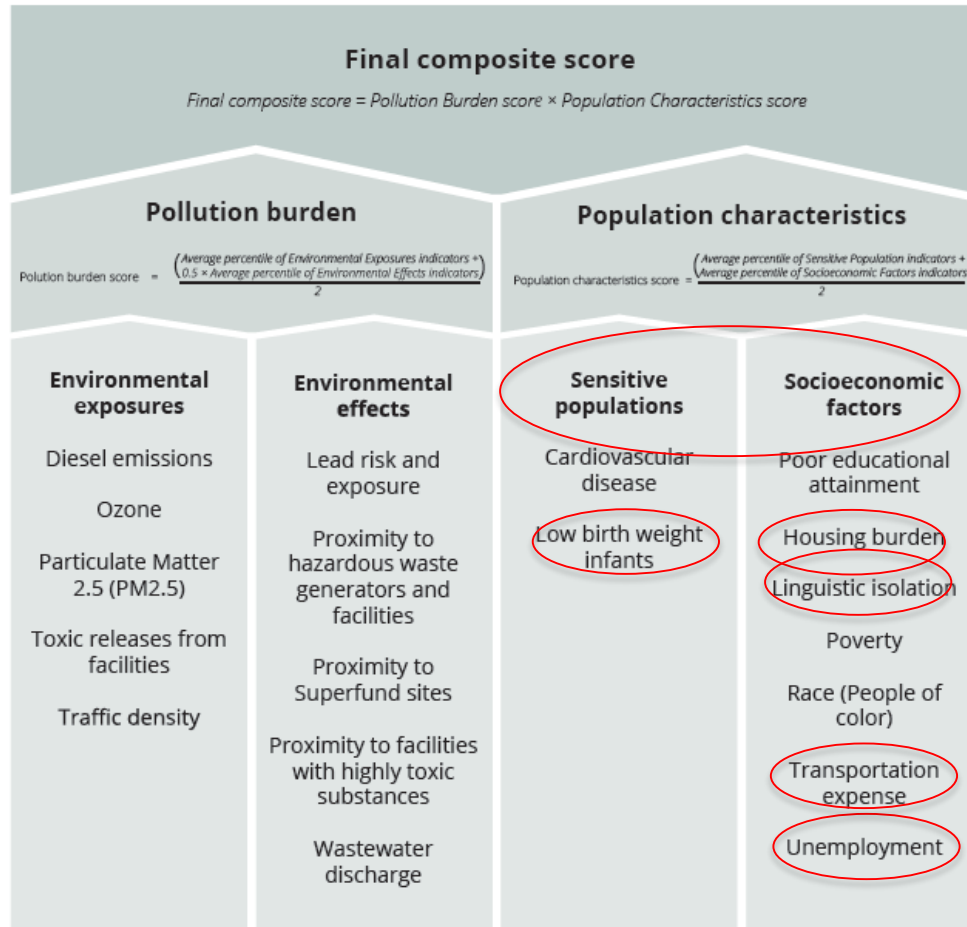 Final composite score
Final composite score = Pollution Burden score × Population Characteristics score
Pollution burden
Polution burden score = (Average percentile of Environmental Exposures indicators +
0.5 × Average percentile of Environmental Effects indicators)
2
Population characteristics
Population characteristics score = (Average percentile of Sensitive Population indicators +
Average percentile of Socioeconomic Factors indicators
2
Environmental
exposures
Diesel emissions
Ozone
Particulate Matter
2.5 (PM2.5)
Toxic releases from
facilities
Traffic density
Environmental
effects
Lead risk and
exposure
Proximity to
hazardous waste
generators and
facilities
Proximity to
Superfund sites
Proximity to facilities
with highly toxic
substances
Wastewater
discharge
Sensitive
populations
Cardiovascular
disease
Low birth weight
infants
Socioeconomic
factors
Poor educational
attainment
Housing burden
Linguistic isolation
Poverty
Race (People of
color)
Transportation
expense
Unemployment